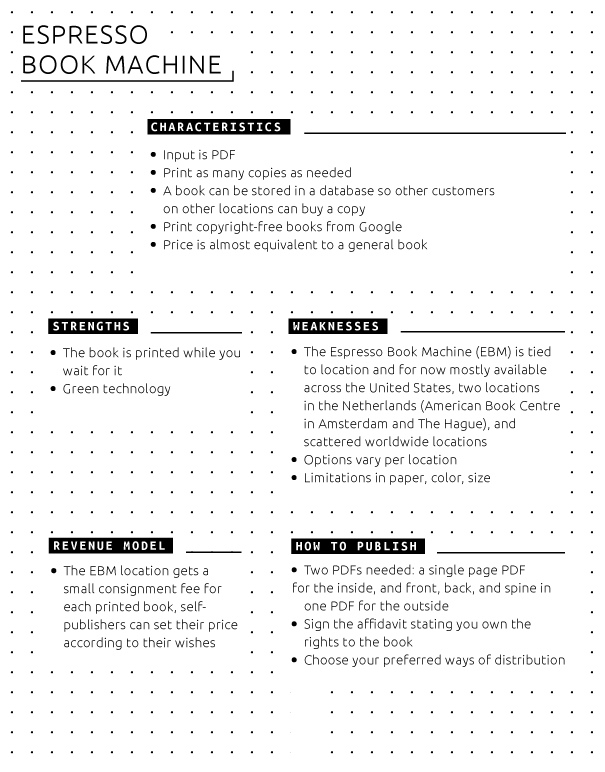 ESPRESSO
BOOK MACHINE
CHARACTERISTICS
• Input is PDF
• Print as many copies as needed
• A book can be stored in a database so other customers
on other locations can buy a copy
• Print copyright-free books from Google
• Price is almost equivalent to a general book
STRENGTHS
• The book is printed while you
wait for it
• Green technology
WEAKNESSES
• The Espresso Book Machine (EBM) is tied
to location and for now mostly available
across the United States, two locations
in the Netherlands (American Book Centre
in Amsterdam and The Hague), and
scattered worldwide locations
• Options vary per location
• Limitations in paper, color, size
REVENUE MODEL
• The EBM location gets a
small consignment fee for
each printed book, self-
publishers can set their price
according to their wishes
HOW TO PUBLISH
• Two PDFs needed: a single page PDF
for the inside, and front, back, and spine in
one PDF for the outside
• Sign the affidavit stating you own the
rights to the book
• Choose your preferred ways of distribution